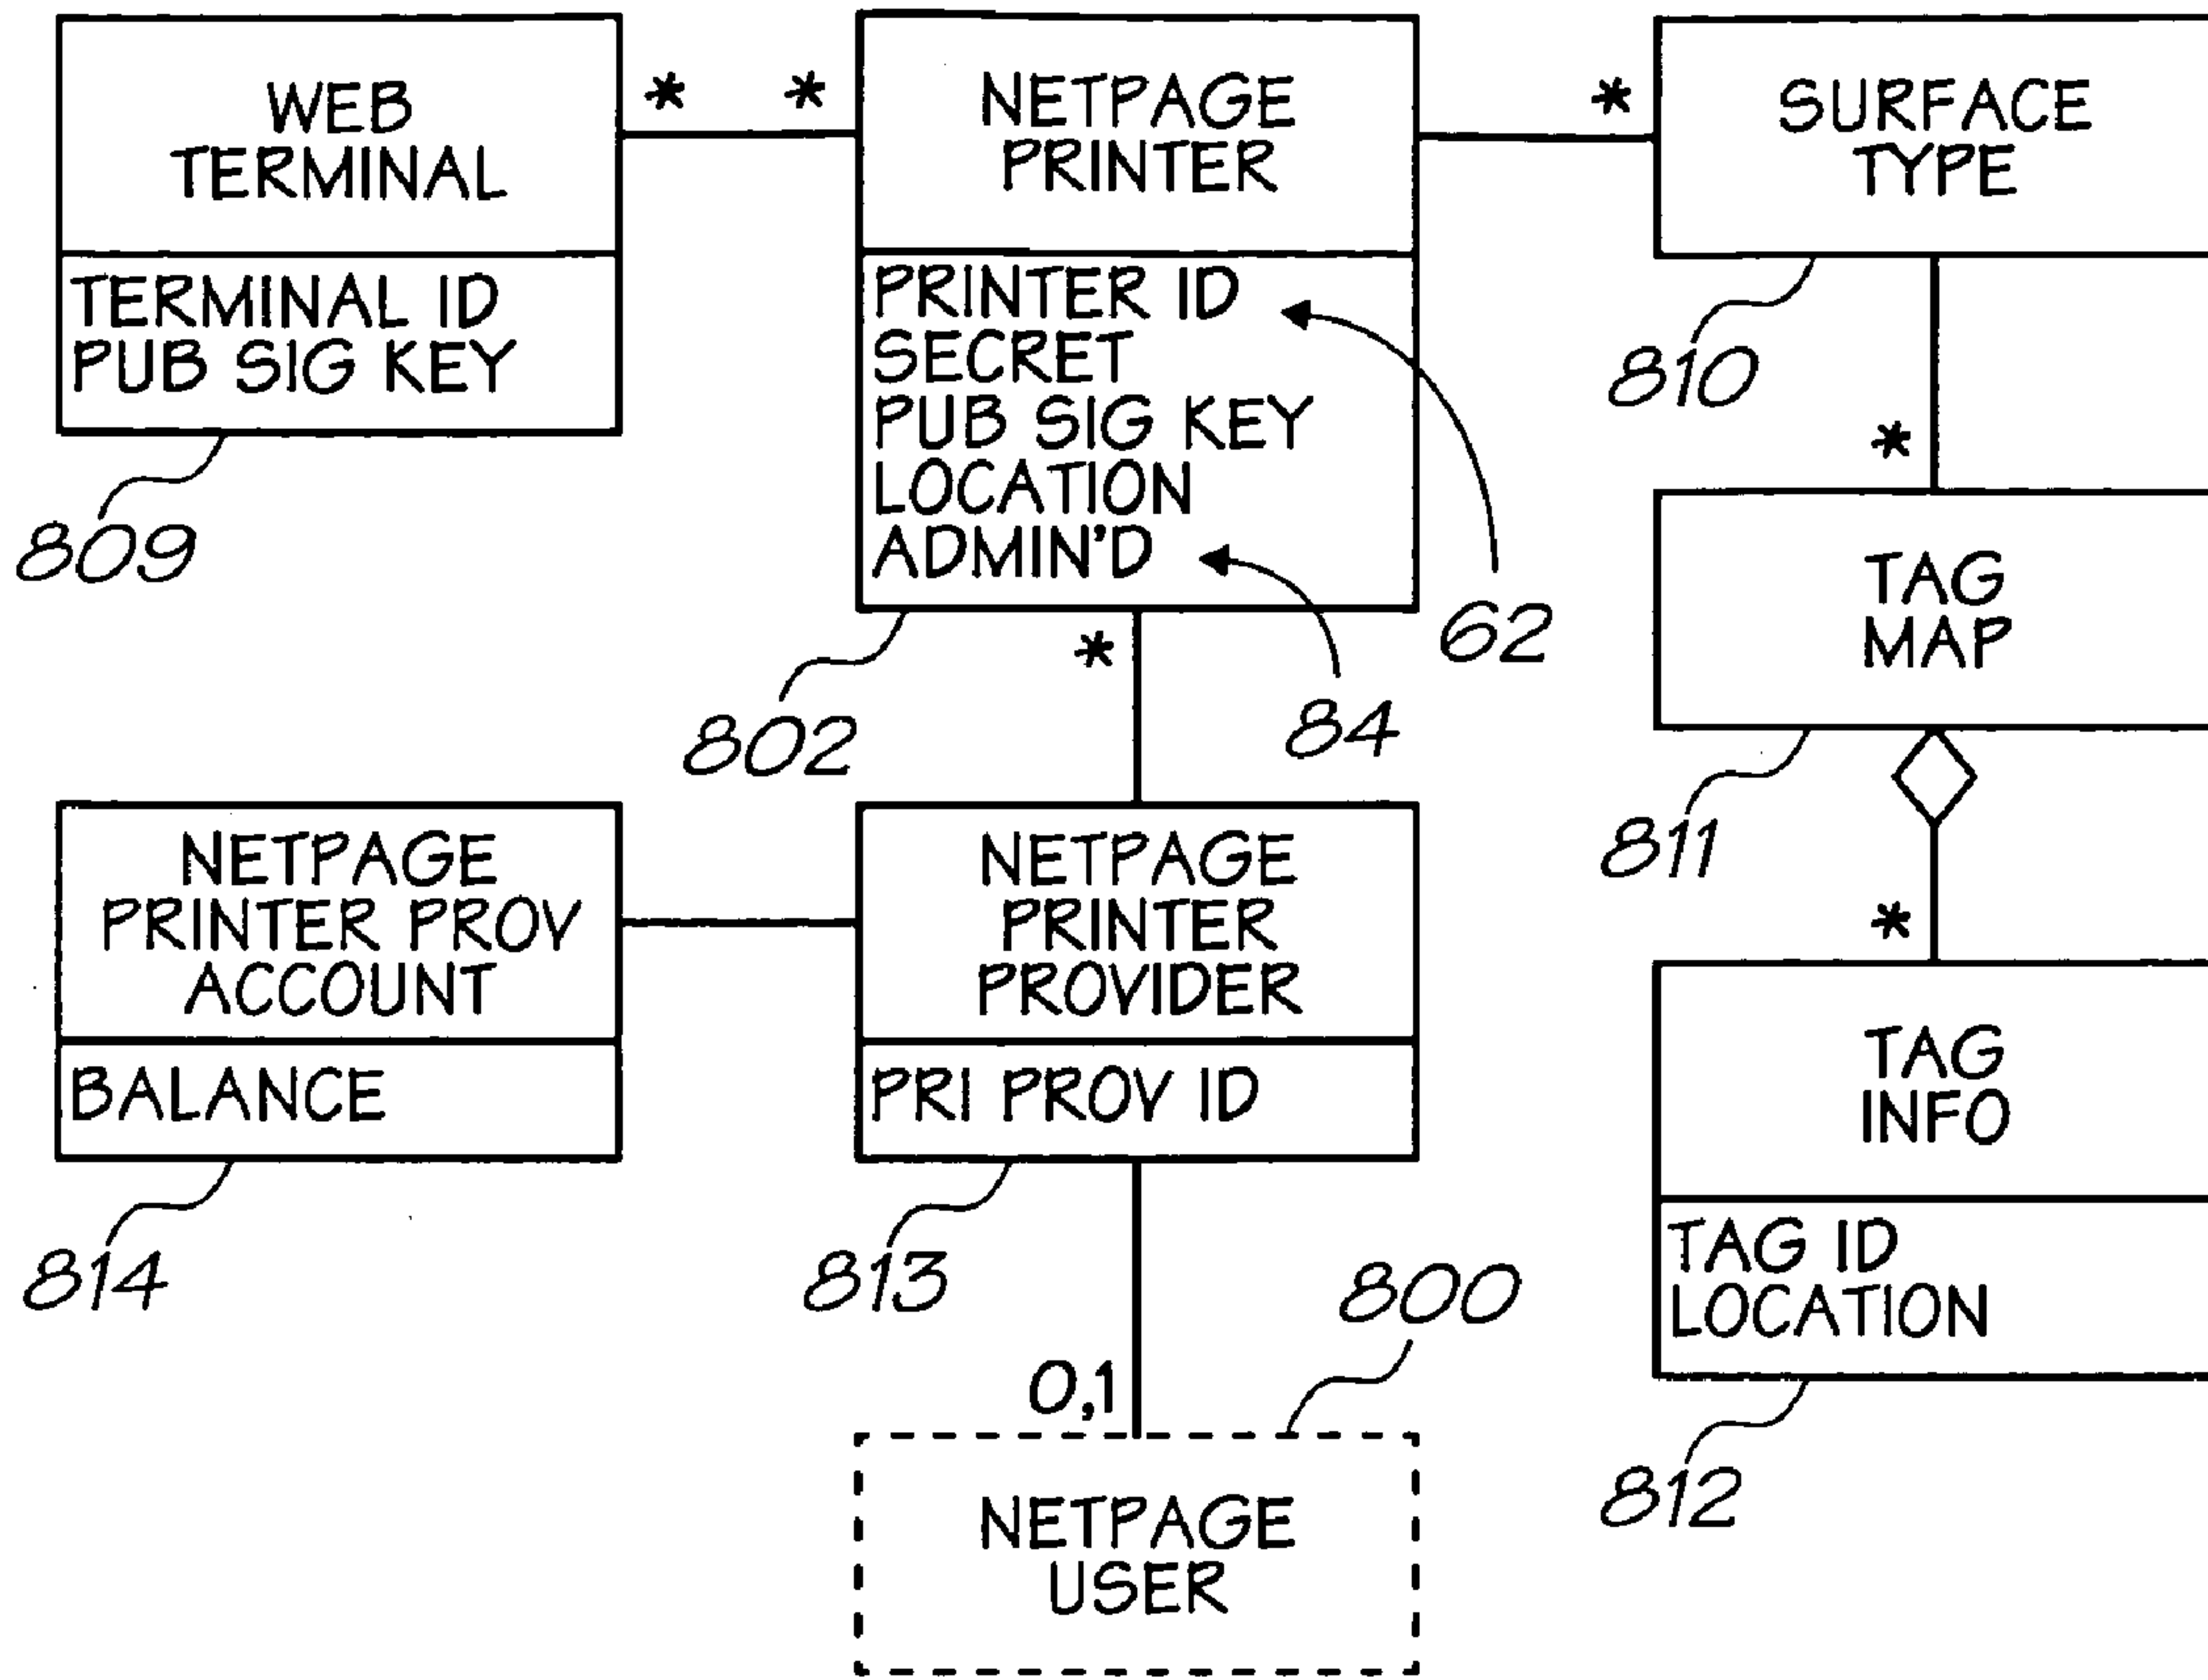 WEB
TERMINAL
TERMINAL ID
PUB SIG KEY
809
*
*
NETPAGE
PRINTER
PRINTER ID
SECRET
PUB SIG KEY
LOCATION
ADMIN'D
62
84
802
*
*
SURFACE
TYPE
810
*
TAG
MAP
811
*
TAG
INFO
TAG ID
LOCATION
812
NETPAGE
PRINTER PROV
ACCOUNT
BALANCE
814
NETPAGE
PRINTER
PROVIDER
PRI PROV ID
813
800
0,1
NETPAGE
USER